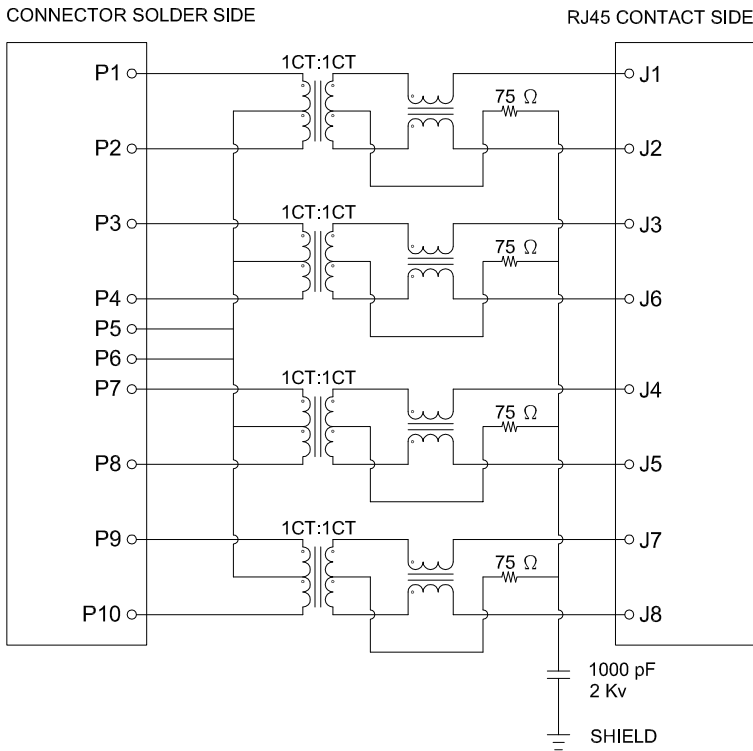 CONNECTOR SOLDER SIDE
RJ45 CONTACT SIDE
1CT:1CT
P1
J1
75 Ω
P2
J2
1CT:1CT
P3
J3
75 Ω
P4
J6
P5
P6
1CT:1CT
P7
J4
75 Ω
P8
J5
1CT:1CT
P9
J7
75 Ω
P10
J8
1000 pF
2 Kv
SHIELD